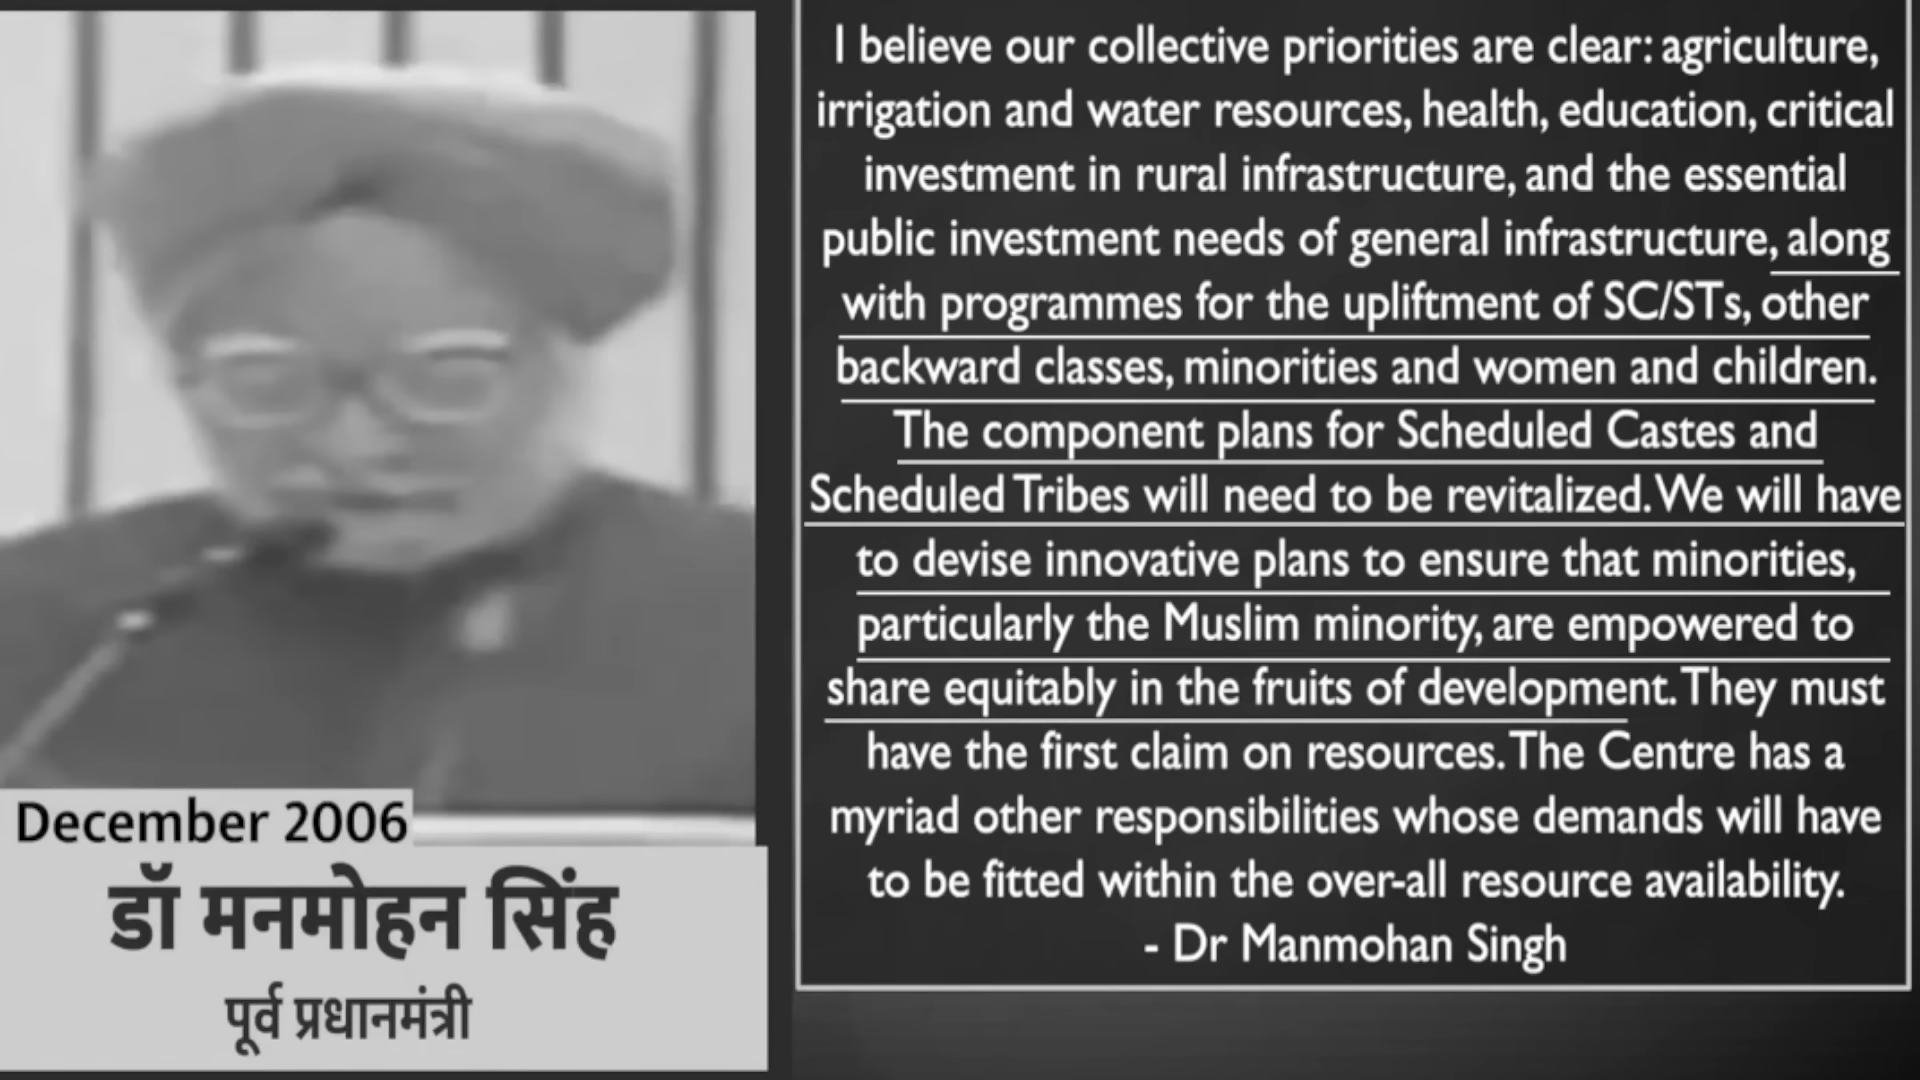 December 2006
डॉ मनमोहन सिंह
पूर्व प्रधानमंत्री
I believe our collective priorities are clear: agriculture,
irrigation and water resources, health, education, critical
investment in rural infrastructure, and the essential
public investment needs of general infrastructure, along
with programmes for the upliftment of SC/STs, other
backward classes, minorities and women and children.
The component plans for Scheduled Castes and
Scheduled Tribes will need to be revitalized. We will have
to devise innovative plans to ensure that minorities,
particularly the Muslim minority, are empowered to
share equitably in the fruits of development. They must
have the first claim on resources. The Centre has a
myriad other responsibilities whose demands will have
to be fitted within the over-all resource availability.
- Dr Manmohan Singh